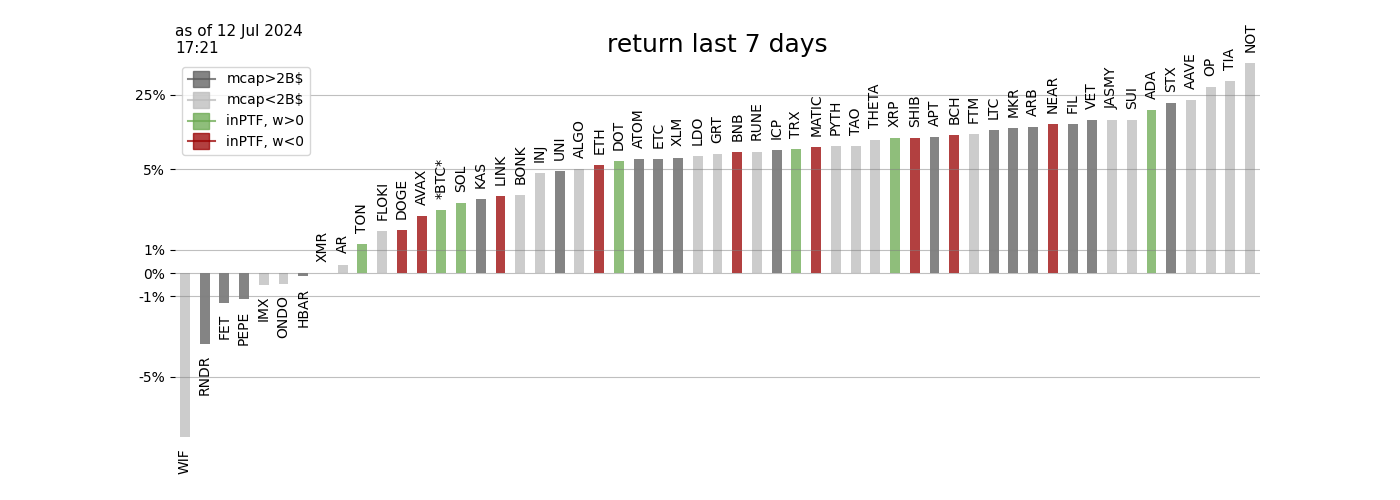 as of 12 Jul 2024
17:21
return last 7 days
mcap>2B$
mcap<2B$
inPTF, w>0
inPTF, w<0
25%
5%
1%
0%
-1%
-5%
WIF
RNDR
FET
PEPE
IMX
ONDO
HBAR
XMR
AR
TON
FLOKI
DOGE
AVAX
*BTC*
SOL
KAS
LINK
BONK
INJ
UNI
ALGO
ETH
DOT
ATOM
ETC
XLM
LDO
GRT
BNB
RUNE
ICP
TRX
MATIC
PYTH
TAO
THETA
XRP
SHIB
APT
BCH
FTM
LTC
MKR
ARB
NEAR
FIL
VET
JASMY
SUI
ADA
STX
AAVE
OP
TIA
NOT